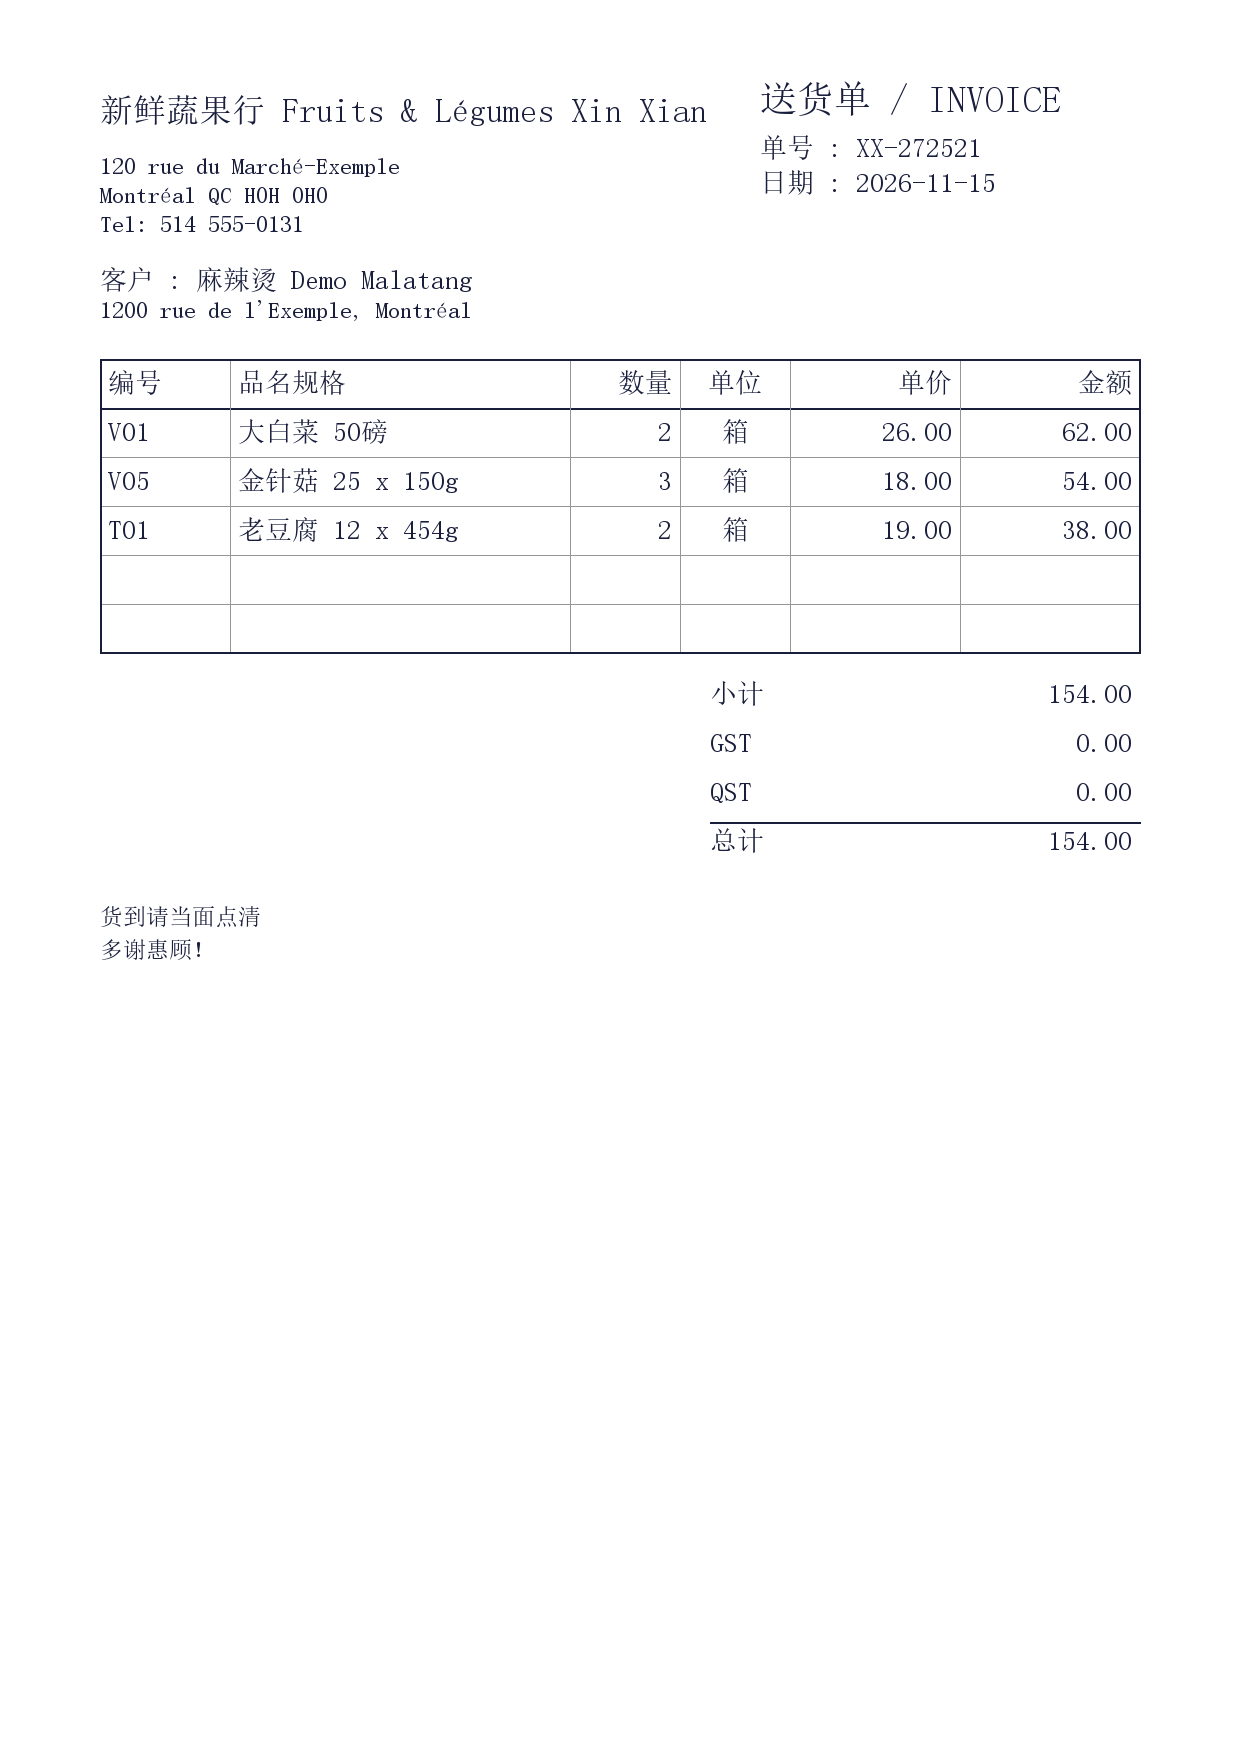 新鲜蔬果行 Fruits & Légumes Xin Xian
120 rue du Marché-Exemple
Montréal QC H0H 0H0
Tel: 514 555-0131
送货单 / INVOICE
单号 : XX-272521
日期 : 2026-11-15
客户 : 麻辣烫 Demo Malatang
1200 rue de l'Exemple, Montréal
编号 品名规格 数量 单位 单价 金额
V01 大白菜 50磅 2 箱 26.00 62.00
V05 金针菇 25 x 150g 3 箱 18.00 54.00
T01 老豆腐 12 x 454g 2 箱 19.00 38.00
小计 154.00
GST 0.00
QST 0.00
总计 154.00
货到请当面点清
多谢惠顾!